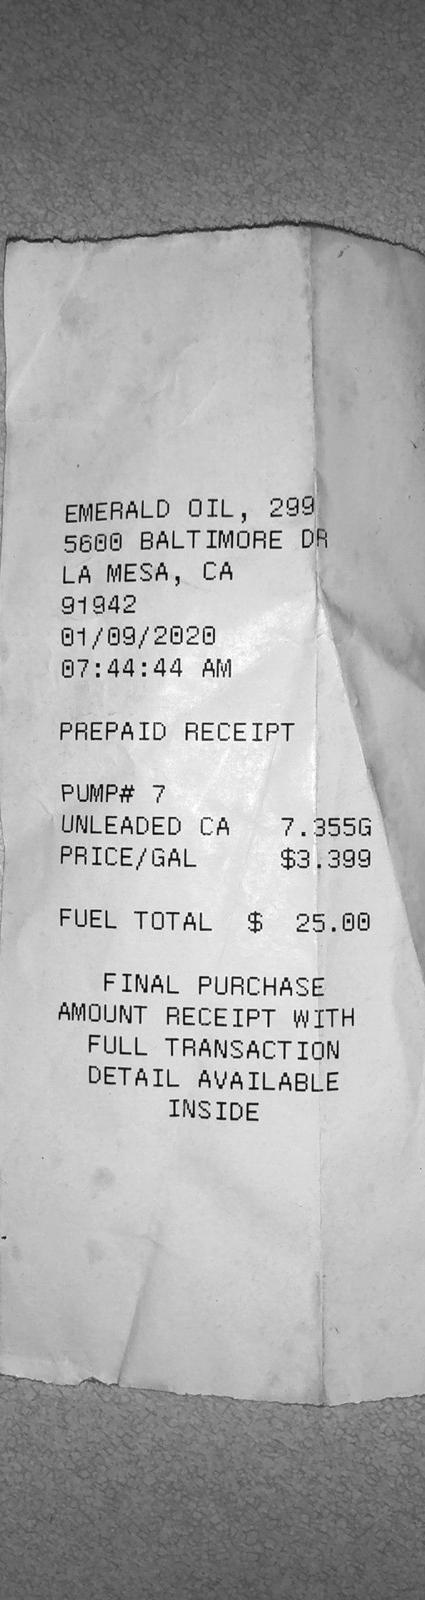 EMERALD OIL, 299
5600 BALTIMORE DR
LA MESA, CA
91942
01/09/2020
07:44:44 AM
PREPAID RECEIPT
PUMP# 7
UNLEADED CA 7.355G
PRICE/GAL $3.399
FUEL TOTAL $ 25.00
FINAL PURCHASE
AMOUNT RECEIPT WITH
FULL TRANSACTION
DETAIL AVAILABLE
INSIDE